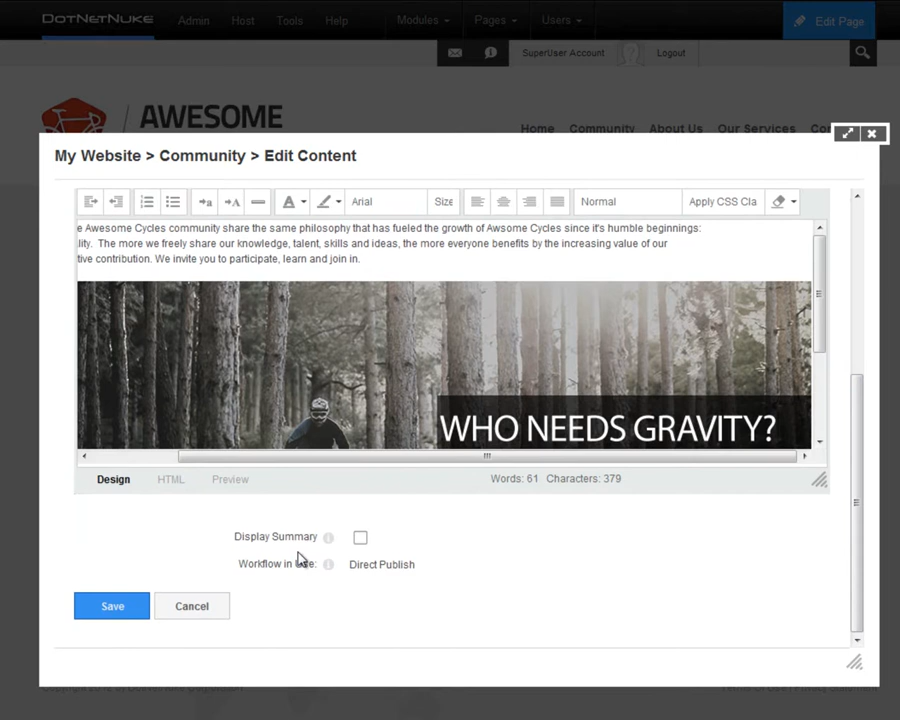 DOTNETNUKE Admin Host Tools Help Modules Pages Users Edit Page
SuperUser Account Logout
/ AWESOME
Home Community About Us Our Services
My Website > Community > Edit Content
Arial Size Normal Apply CSS Cla
e Awesome Cycles community share the same philosophy that has fueled the growth of Awsome Cycles since it's humble beginnings:
lity. The more we freely share our knowledge, talent, skills and ideas, the more everyone benefits by the increasing value of our
tive contribution. We invite you to participate, learn and join in.
WHO NEEDS GRAVITY?
Design HTML Preview Words: 61 Characters: 379
Display Summary
Workflow in Use: Direct Publish
Save Cancel